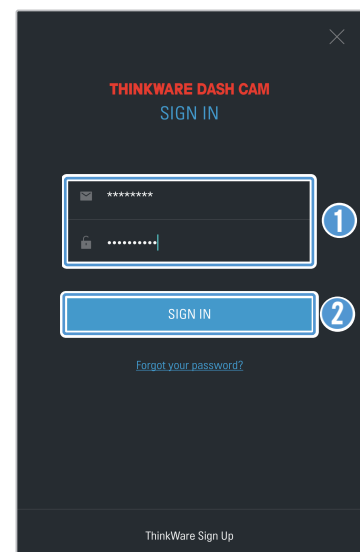 THINKWARE DASH CAM
SIGN IN
********
••••••••••
1
SIGN IN
2
Forgot your password?
ThinkWare Sign Up